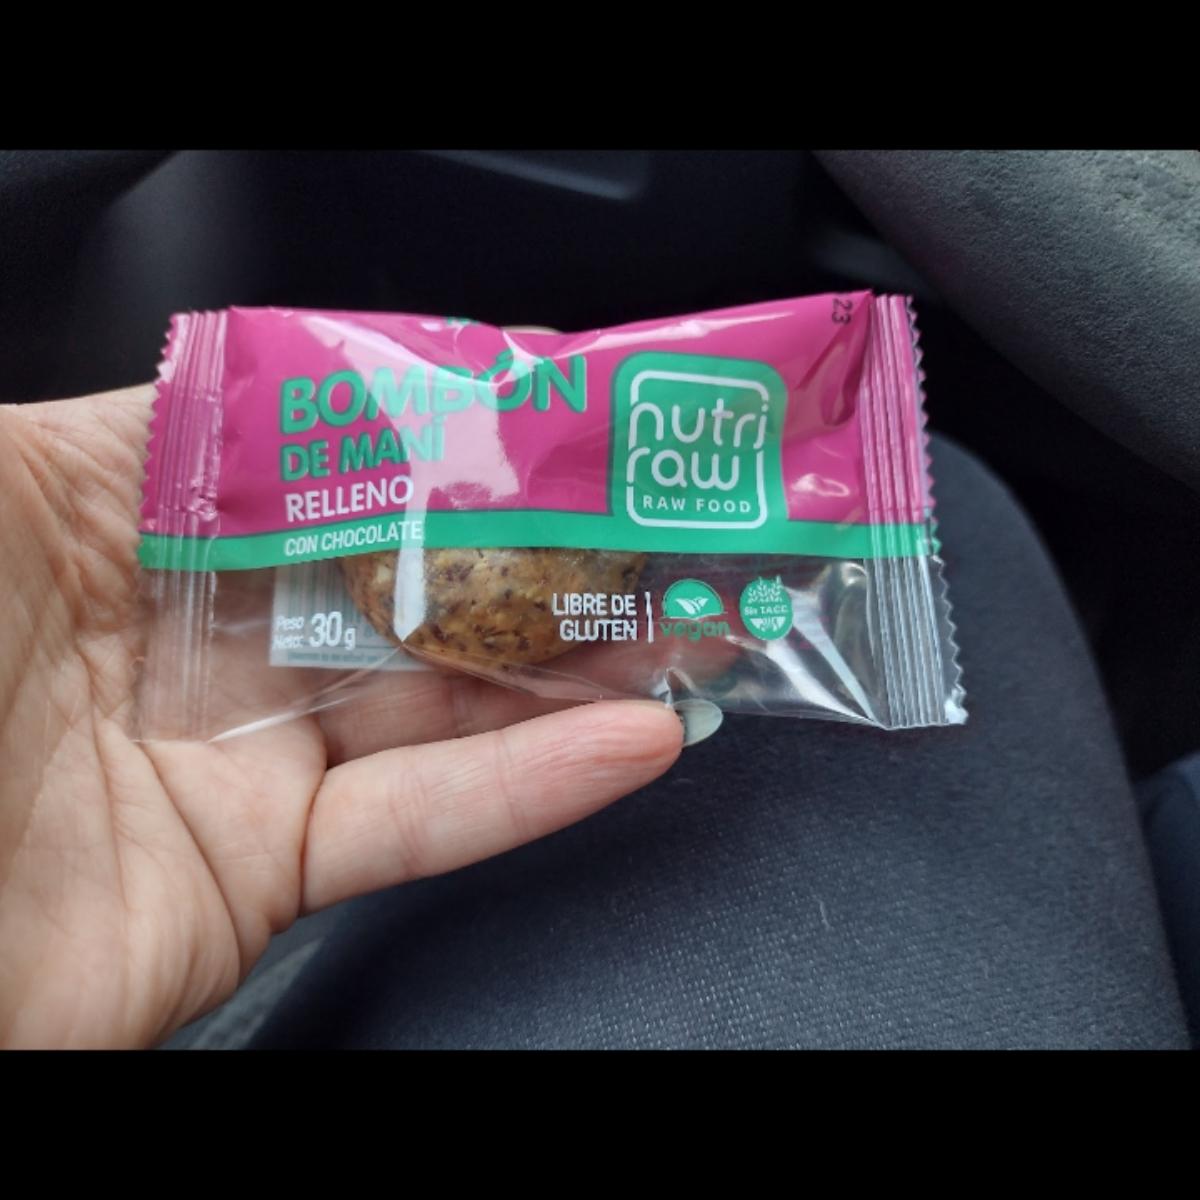 BOMBÓN
DE MANÍ
RELLENO
CON CHOCOLATE
nutri
raw
RAW FOOD
23
Peso
Neto: 30g
LIBRE DE
GLUTEN
vegan
Sin T.A.C.C.